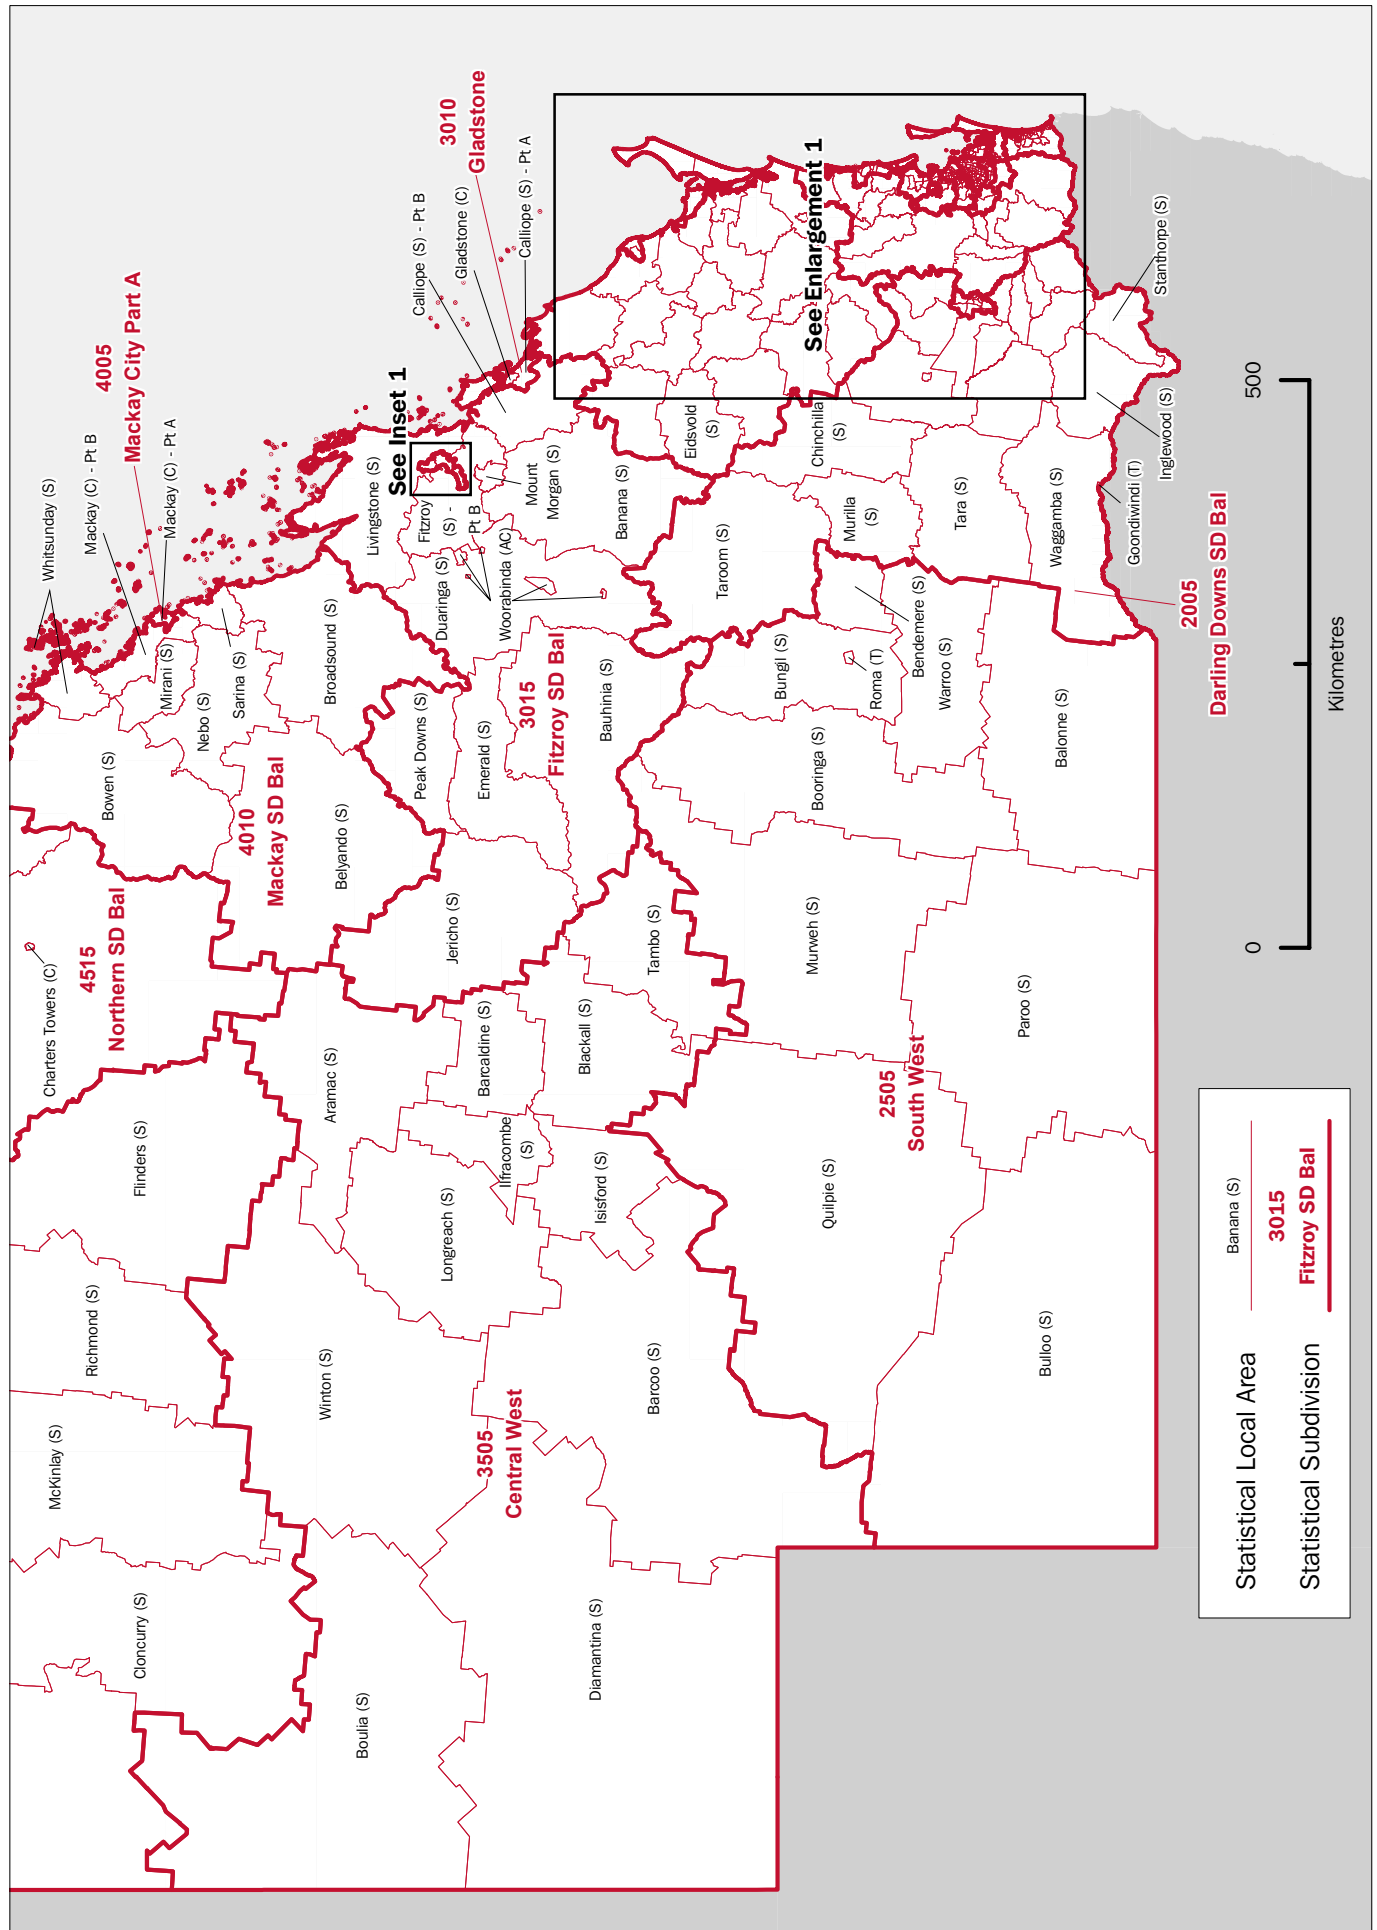 Whitsunday (S)
Mackay (C) - Pt B
4005
Mackay City Part A
Mackay (C) - Pt A
Calliope (S) - Pt B
3010
Gladstone
Gladstone (C)
Calliope (S) - Pt A
See Inset 1
See Enlargement 1
Charters Towers (C)
4515
Northern SD Bal
Bowen (S)
Mirani (S)
Nebo (S)
Sarina (S)
4010
Mackay SD Bal
Broadsound (S)
Belyando (S)
Livingstone (S)
Fitzroy
(S) -
Pt B
Duaringa (S)
Woorabinda (AC)
Mount
Morgan (S)
Banana (S)
Peak Downs (S)
Emerald (S)
3015
Fitzroy SD Bal
Bauhinia (S)
Jericho (S)
Eidsvold
(S)
Chinchilla
(S)
Taroom (S)
Murilla
(S)
Tara (S)
Waggamba (S)
Stanthorpe (S)
Inglewood (S)
Goondiwindi (T)
2005
Darling Downs SD Bal
Bungil (S)
Roma (T)
Bendemere (S)
Warroo (S)
Booringa (S)
Balonne (S)
Flinders (S)
Richmond (S)
McKinlay (S)
Cloncurry (S)
Aramac (S)
Barcaldine (S)
Blackall (S)
Tambo (S)
Ilfracombe
(S)
Longreach (S)
Isisford (S)
Winton (S)
3505
Central West
Barcoo (S)
Boulia (S)
Diamantina (S)
Murweh (S)
2505
South West
Paroo (S)
Quilpie (S)
Bulloo (S)
Statistical Local Area
Banana (S)
Statistical Subdivision
3015
Fitzroy SD Bal
0
500
Kilometres